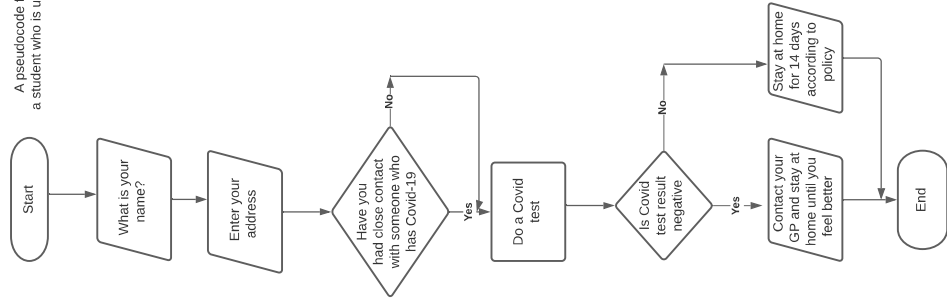 A pseudocode
a student who is
Start
What is your
name?
Enter your
address
Have you
had close contact
with someone who
has Covid-19
No
Yes
Do a Covid
test
Is Covid
test result
negative
No
Yes
Stay at home
for 14 days
according to
policy
Contact your
GP and stay at
home until you
feel better
End